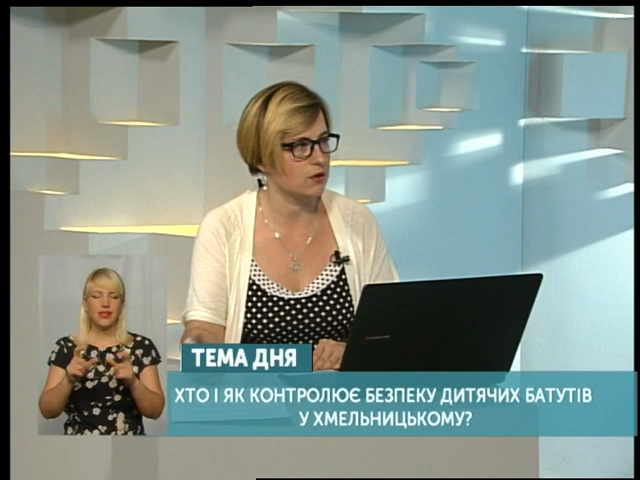 ТЕМА ДНЯ
ХТО І ЯК КОНТРОЛЮЄ БЕЗПЕКУ ДИТЯЧИХ БАТУТІВ
У ХМЕЛЬНИЦЬКОМУ?